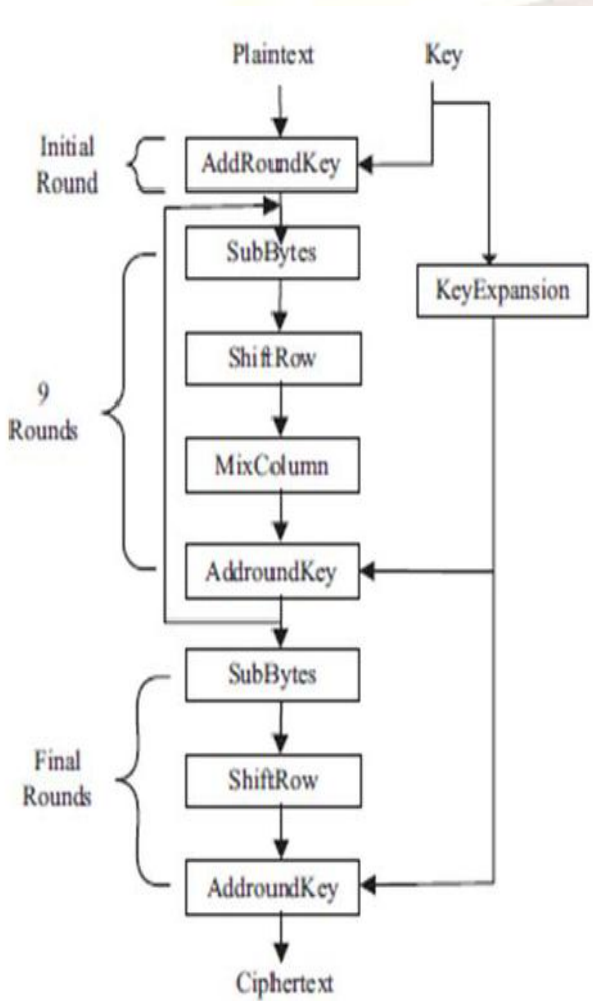 Plaintext
Key
Initial
Round
AddRoundKey
SubBytes
KeyExpansion
ShiftRow
9
Rounds
MixColumn
AddroundKey
SubBytes
Final
Rounds
ShiftRow
AddroundKey
Ciphertext